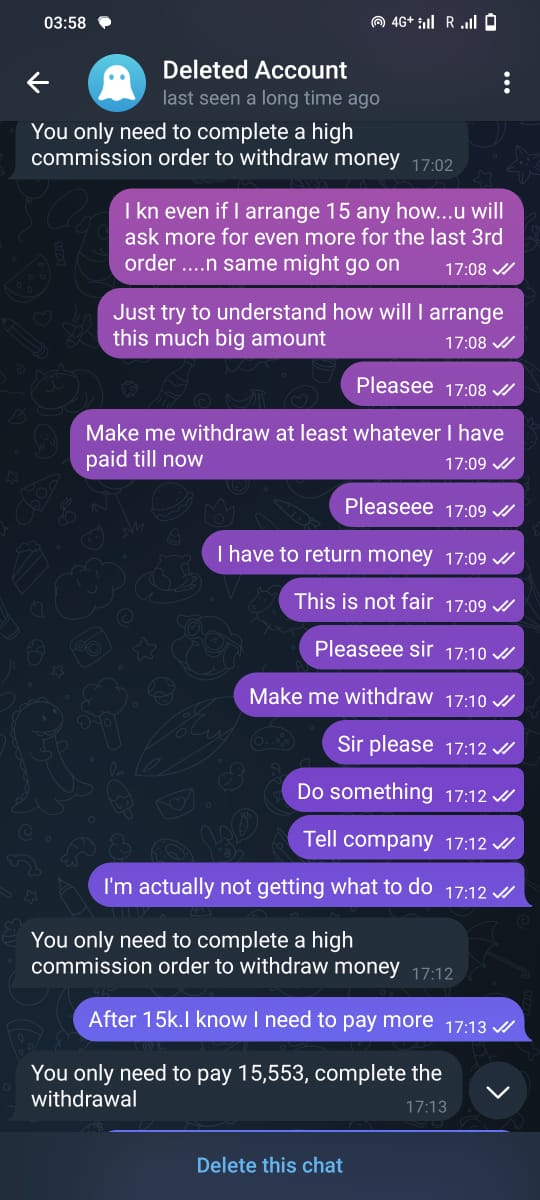 03:58 4G+ R
Deleted Account
last seen a long time ago
You only need to complete a high
commission order to withdraw money 17:02
I kn even if I arrange 15 any how...u will
ask more for even more for the last 3rd
order ....n same might go on 17:08
Just try to understand how will I arrange
this much big amount 17:08
Pleasee 17:08
Make me withdraw at least whatever I have
paid till now 17:09
Pleaseee 17:09
I have to return money 17:09
This is not fair 17:09
Pleaseee sir 17:10
Make me withdraw 17:10
Sir please 17:12
Do something 17:12
Tell company 17:12
I'm actually not getting what to do 17:12
You only need to complete a high
commission order to withdraw money 17:12
After 15k.I know I need to pay more 17:13
You only need to pay 15,553, complete the
withdrawal 17:13
Delete this chat